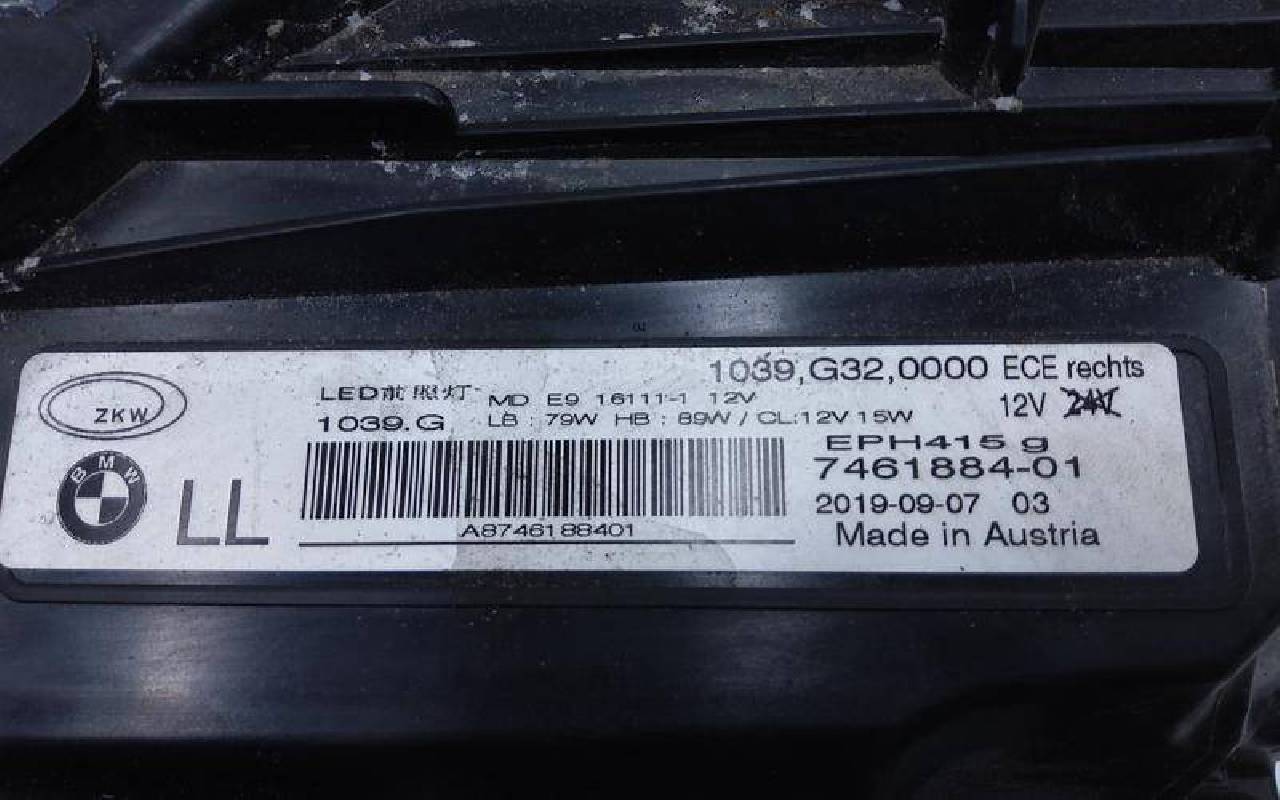 1039,G32,0000 ECE rechts
ZKW
LED前照灯 MD E9 16111-1 12V
12V 24V
1039.G LB : 79W HB : 89W / CL:12V 15W
EPH415 g
BMW
LL
7461884-01
2019-09-07 03
A8746188401
Made in Austria